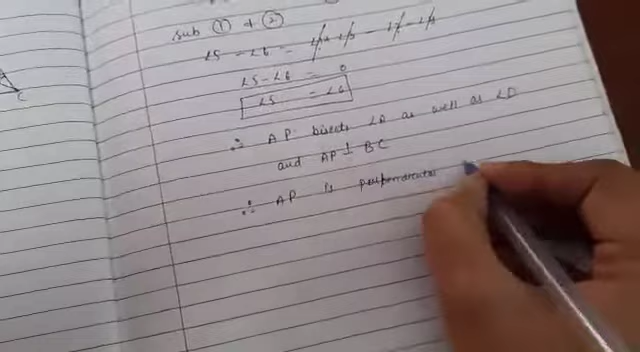 C
sub ① & ②
∠5 - ∠6 =
∠5 - ∠6 = 0
∠5 = ∠6
∴ AP bisects ∠A as well as ∠D
and AP ⊥ BC
∴ AP is perpendicular